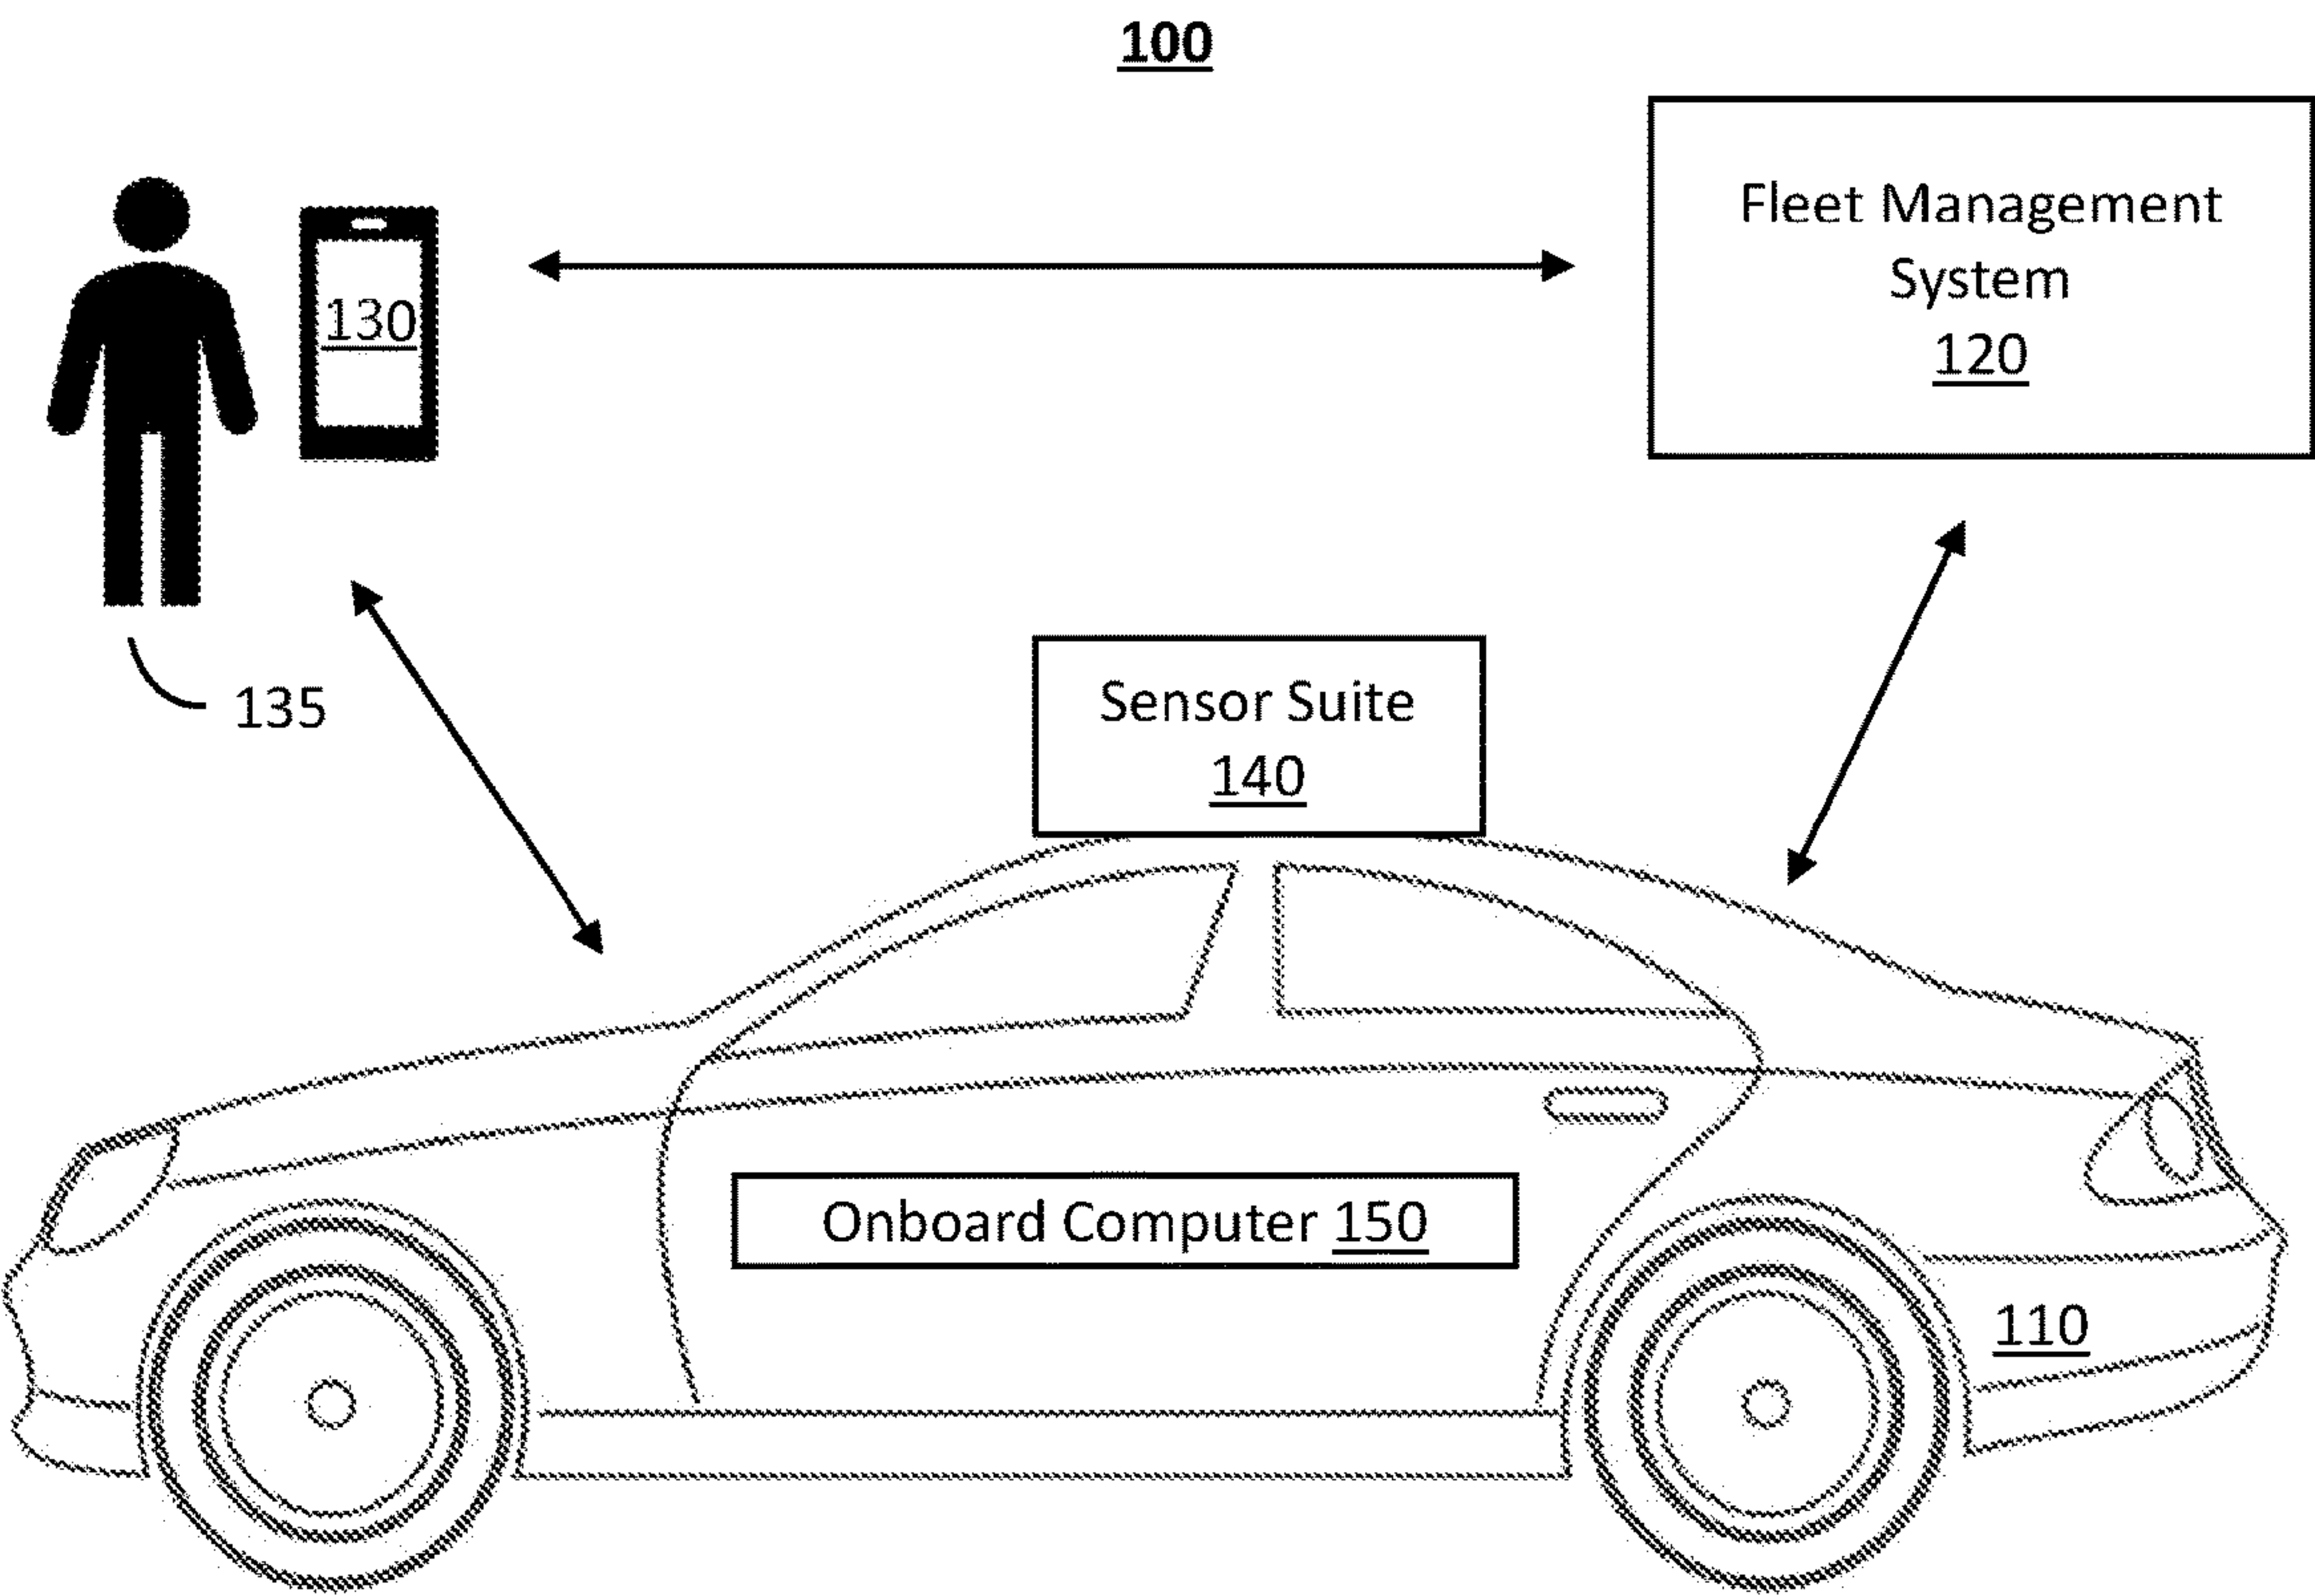 100
Fleet Management
System
120
130
135
Sensor Suite
140
Onboard Computer 150
110